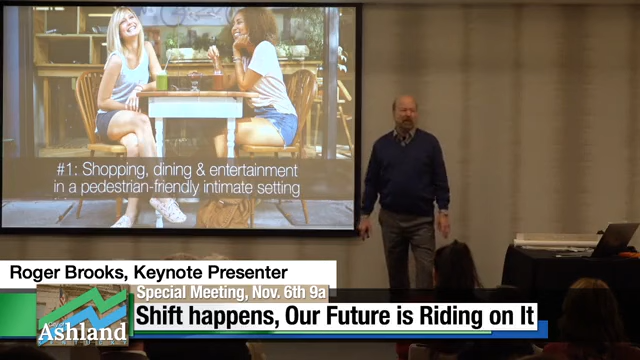 #1: Shopping, dining & entertainment
in a pedestrian-friendly intimate setting
Roger Brooks, Keynote Presenter
Special Meeting, Nov. 6th 9a
Ashland
Shift happens, Our Future is Riding on It